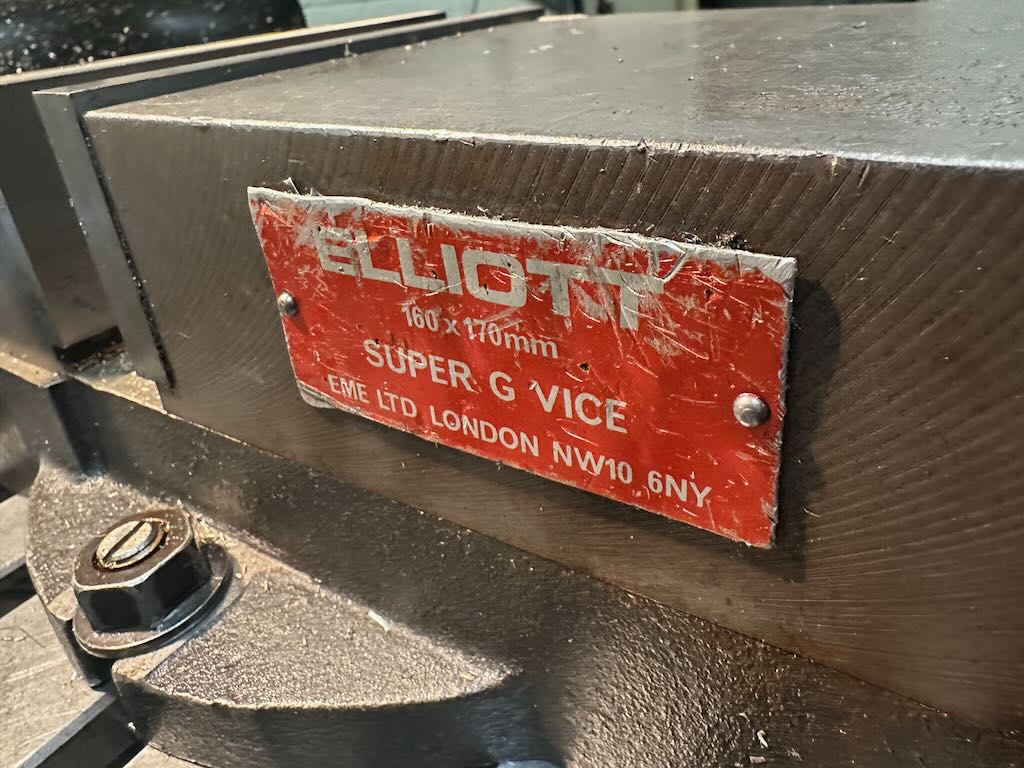 ELLIOTT
160 x 170mm
SUPER G VICE
EME LTD LONDON NW10 6NY